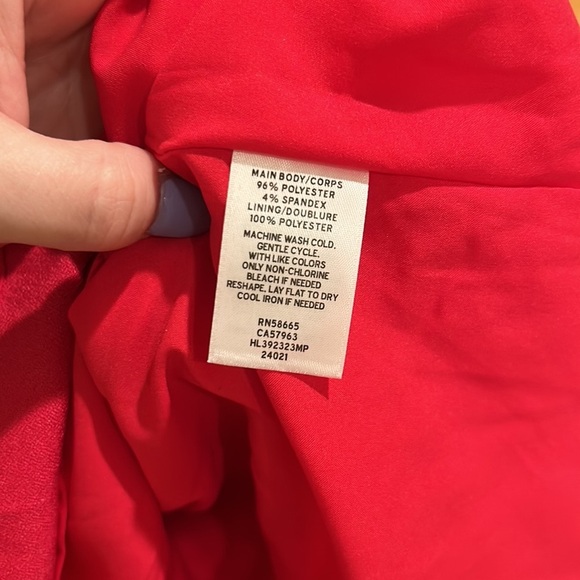 MAIN BODY/CORPS
96% POLYESTER
4% SPANDEX
LINING/DOUBLURE
100% POLYESTER
MACHINE WASH COLD.
GENTLE CYCLE.
WITH LIKE COLORS
ONLY NON-CHLORINE
BLEACH IF NEEDED
RESHAPE. LAY FLAT TO DRY
COOL IRON IF NEEDED
RN58665
CA57963
HL392323MP
24021